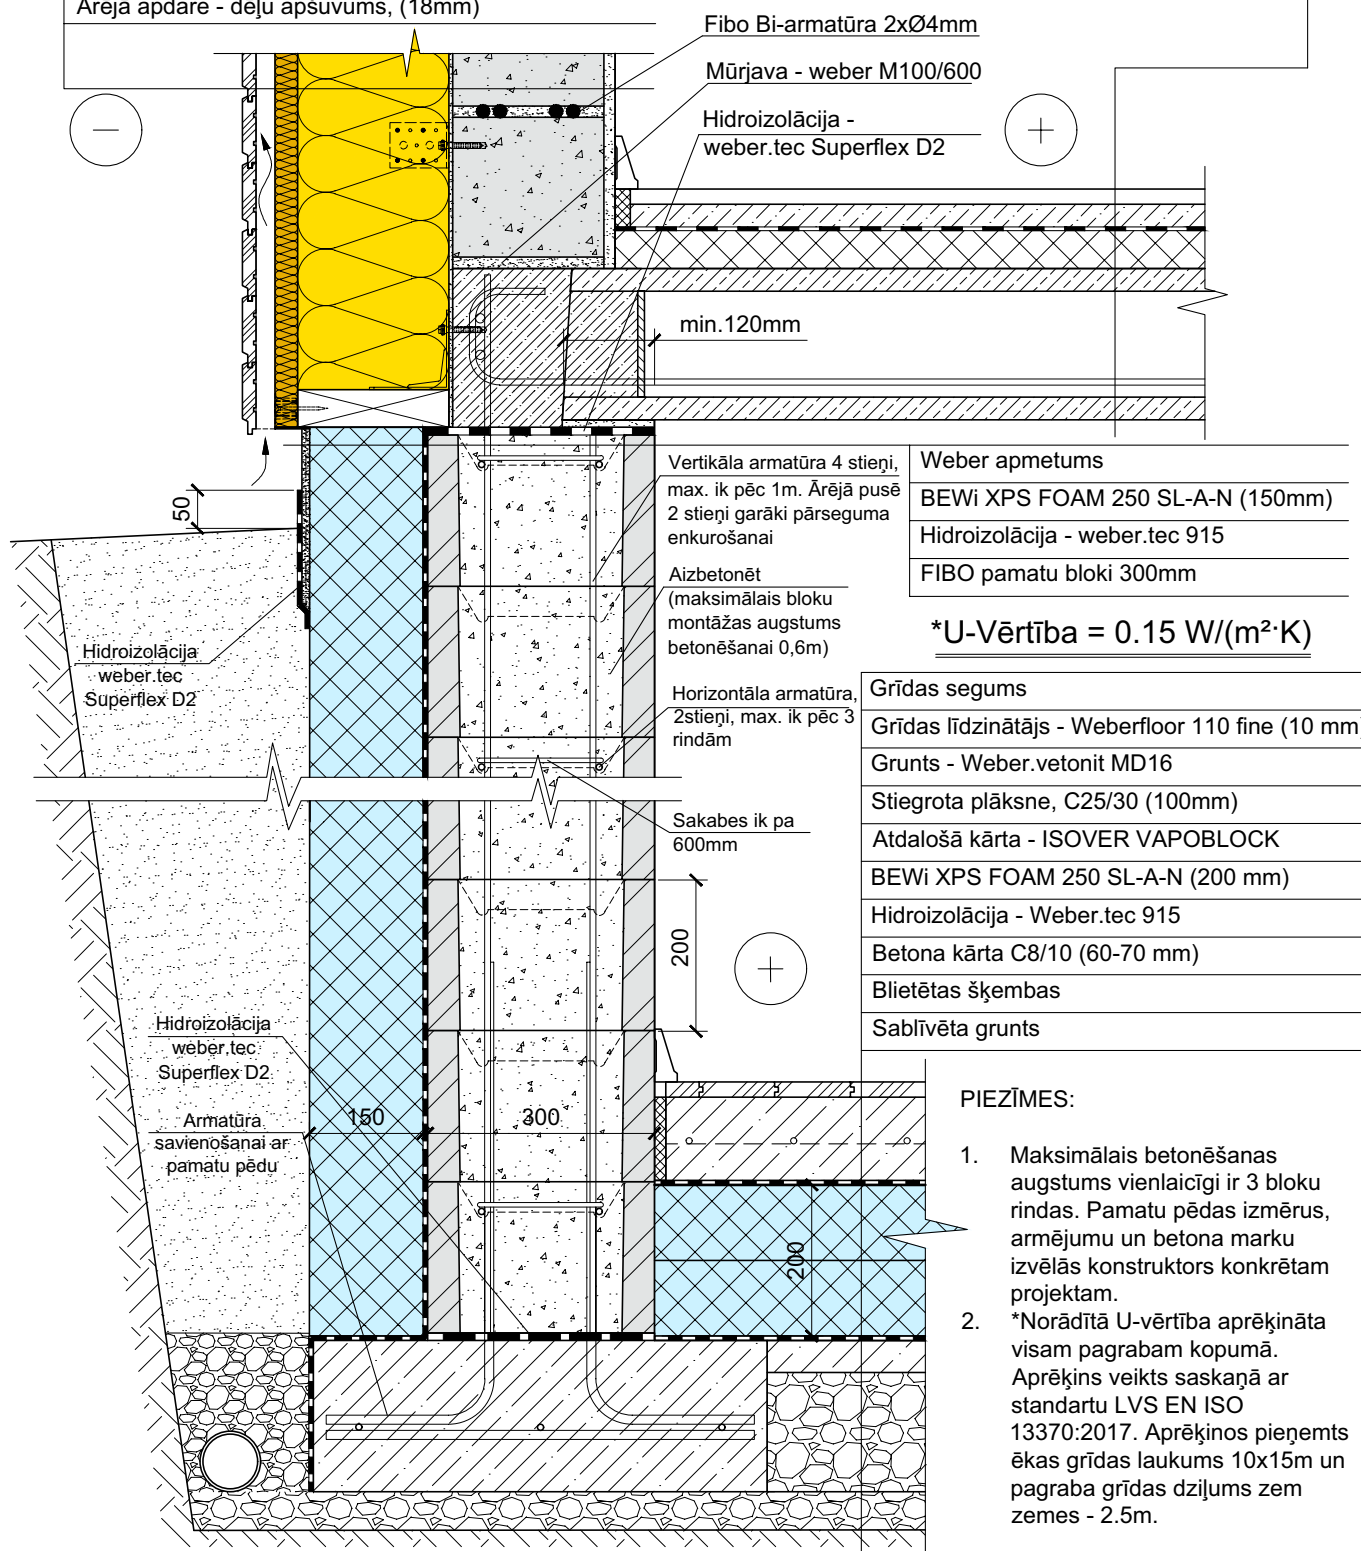 Ārējā apdare - dēļu apšuvums, (18mm)
Fibo Bi-armatūra 2xØ4mm
Mūrjava - weber M100/600
Hidroizolācija -
weber.tec Superflex D2
min.120mm
50
Vertikāla armatūra 4 stieņi,
max. ik pēc 1m. Ārējā pusē
2 stieņi garāki pārseguma
enkurošanai
Aizbetonēt
(maksimālais bloku
montāžas augstums
betonēšanai 0,6m)
Horizontāla armatūra,
2stieņi, max. ik pēc 3
rindām
Sakabes ik pa
600mm
Weber apmetums
BEWi XPS FOAM 250 SL-A-N (150mm)
Hidroizolācija - weber.tec 915
FIBO pamatu bloki 300mm
*U-Vērtība = 0.15 W/(m²·K)
Hidroizolācija
weber.tec
Superflex D2
Grīdas segums
Grīdas līdzinātājs - Weberfloor 110 fine (10 mm)
Grunts - Weber.vetonit MD16
Stiegrota plāksne, C25/30 (100mm)
Atdalošā kārta - ISOVER VAPOBLOCK
BEWi XPS FOAM 250 SL-A-N (200 mm)
Hidroizolācija - Weber.tec 915
Betona kārta C8/10 (60-70 mm)
Blietētas šķembas
Sablīvēta grunts
200
Hidroizolācija
weber.tec
Superflex D2
Armatūra
savienošanai ar
pamatu pēdu
150
300
200
PIEZĪMES:
1. Maksimālais betonēšanas
augstums vienlaicīgi ir 3 bloku
rindas. Pamatu pēdas izmērus,
armējumu un betona marku
izvēlās konstruktors konkrētam
projektam.
2. *Norādītā U-vērtība aprēķināta
visam pagrabam kopumā.
Aprēķins veikts saskaņā ar
standartu LVS EN ISO
13370:2017. Aprēķinos pieņemts
ēkas grīdas laukums 10x15m un
pagraba grīdas dziļums zem
zemes - 2.5m.